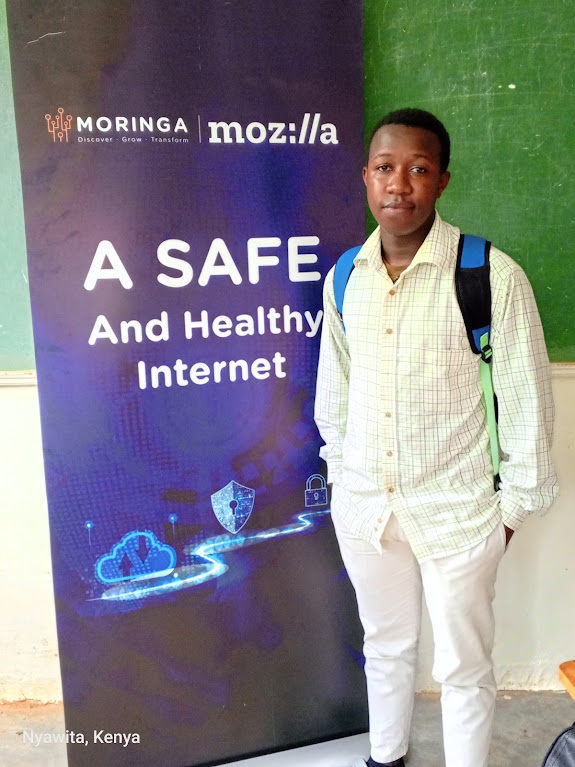 MORINGA
Discover · Grow · Transform
moz://a
A SAFE
And Healthy
Internet
Nyawita, Kenya